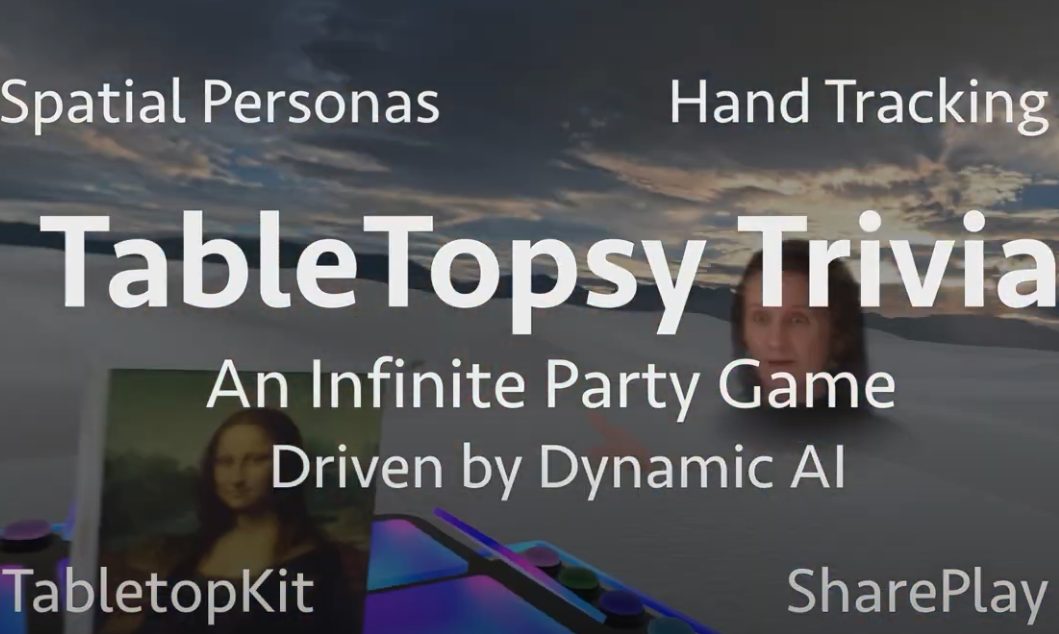 Spatial Personas
Hand Tracking
TableTopsy Trivia
An Infinite Party Game
Driven by Dynamic AI
TabletopKit
SharePlay